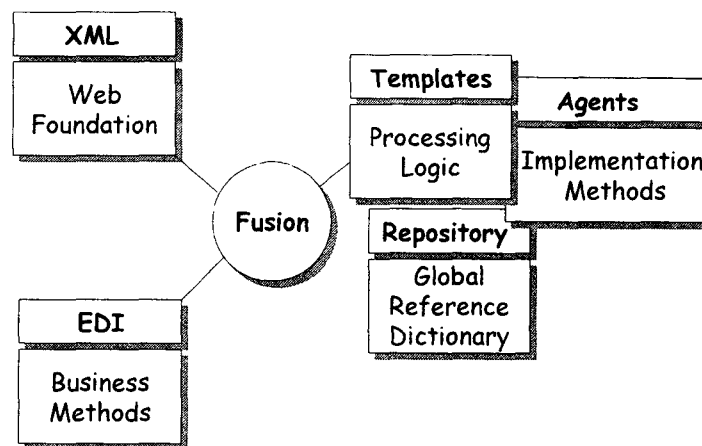 XML
Web
Foundation
Templates
Processing
Logic
Agents
Implementation
Methods
Fusion
Repository
Global
Reference
Dictionary
EDI
Business
Methods